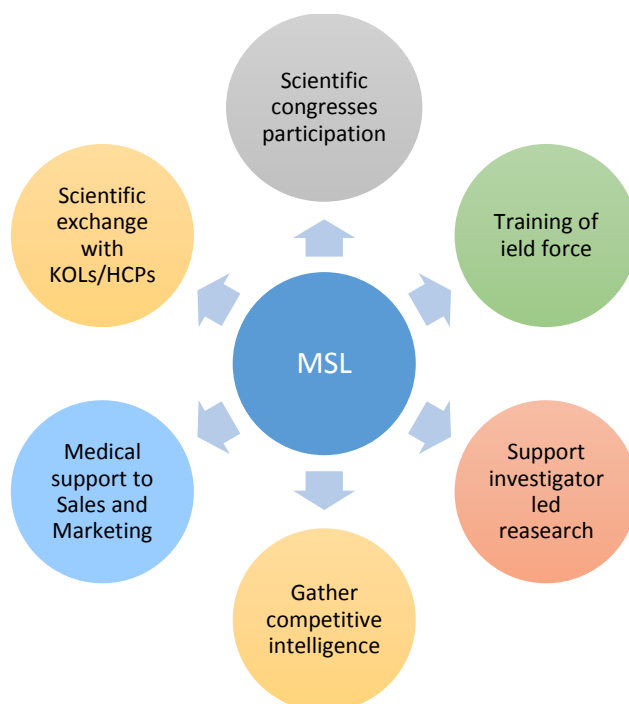 Scientific
congresses
participation
Training of
ield force
Support
investigator
led
reasearch
Gather
competitive
intelligence
Medical
support to
Sales and
Marketing
Scientific
exchange
with
KOLs/HCPs
MSL